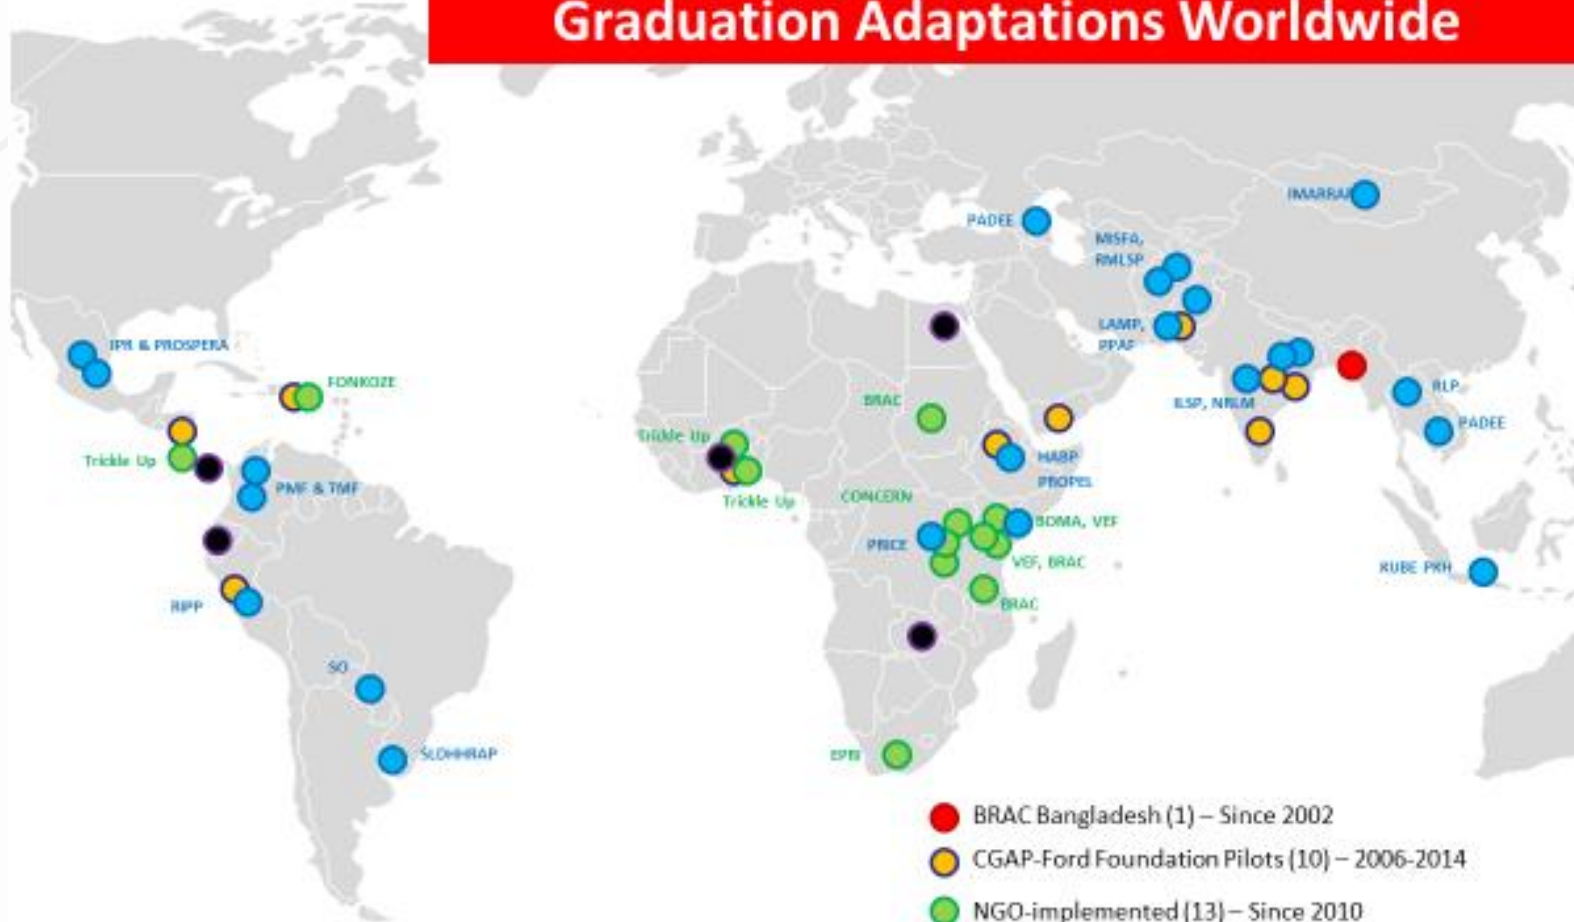 Graduation Adaptations Worldwide
IMARRAP
PADEE
MISFA,
RMLSP
LAMP,
PPAF
IPR & PROSPERA
FONKOZE
BRAC
ILSP, NRLM
RLP
PADEE
Trickle Up
Trickle Up
HABP
PROPEL
PMF & TMF
Trickle Up
CONCERN
BOMA, VEF
PRICE
VEF, BRAC
KUBE PKH
BRAC
RIPP
SO
SLDHHRAP
EPRI
BRAC Bangladesh (1) – Since 2002
CGAP-Ford Foundation Pilots (10) – 2006-2014
NGO-implemented (13) – Since 2010